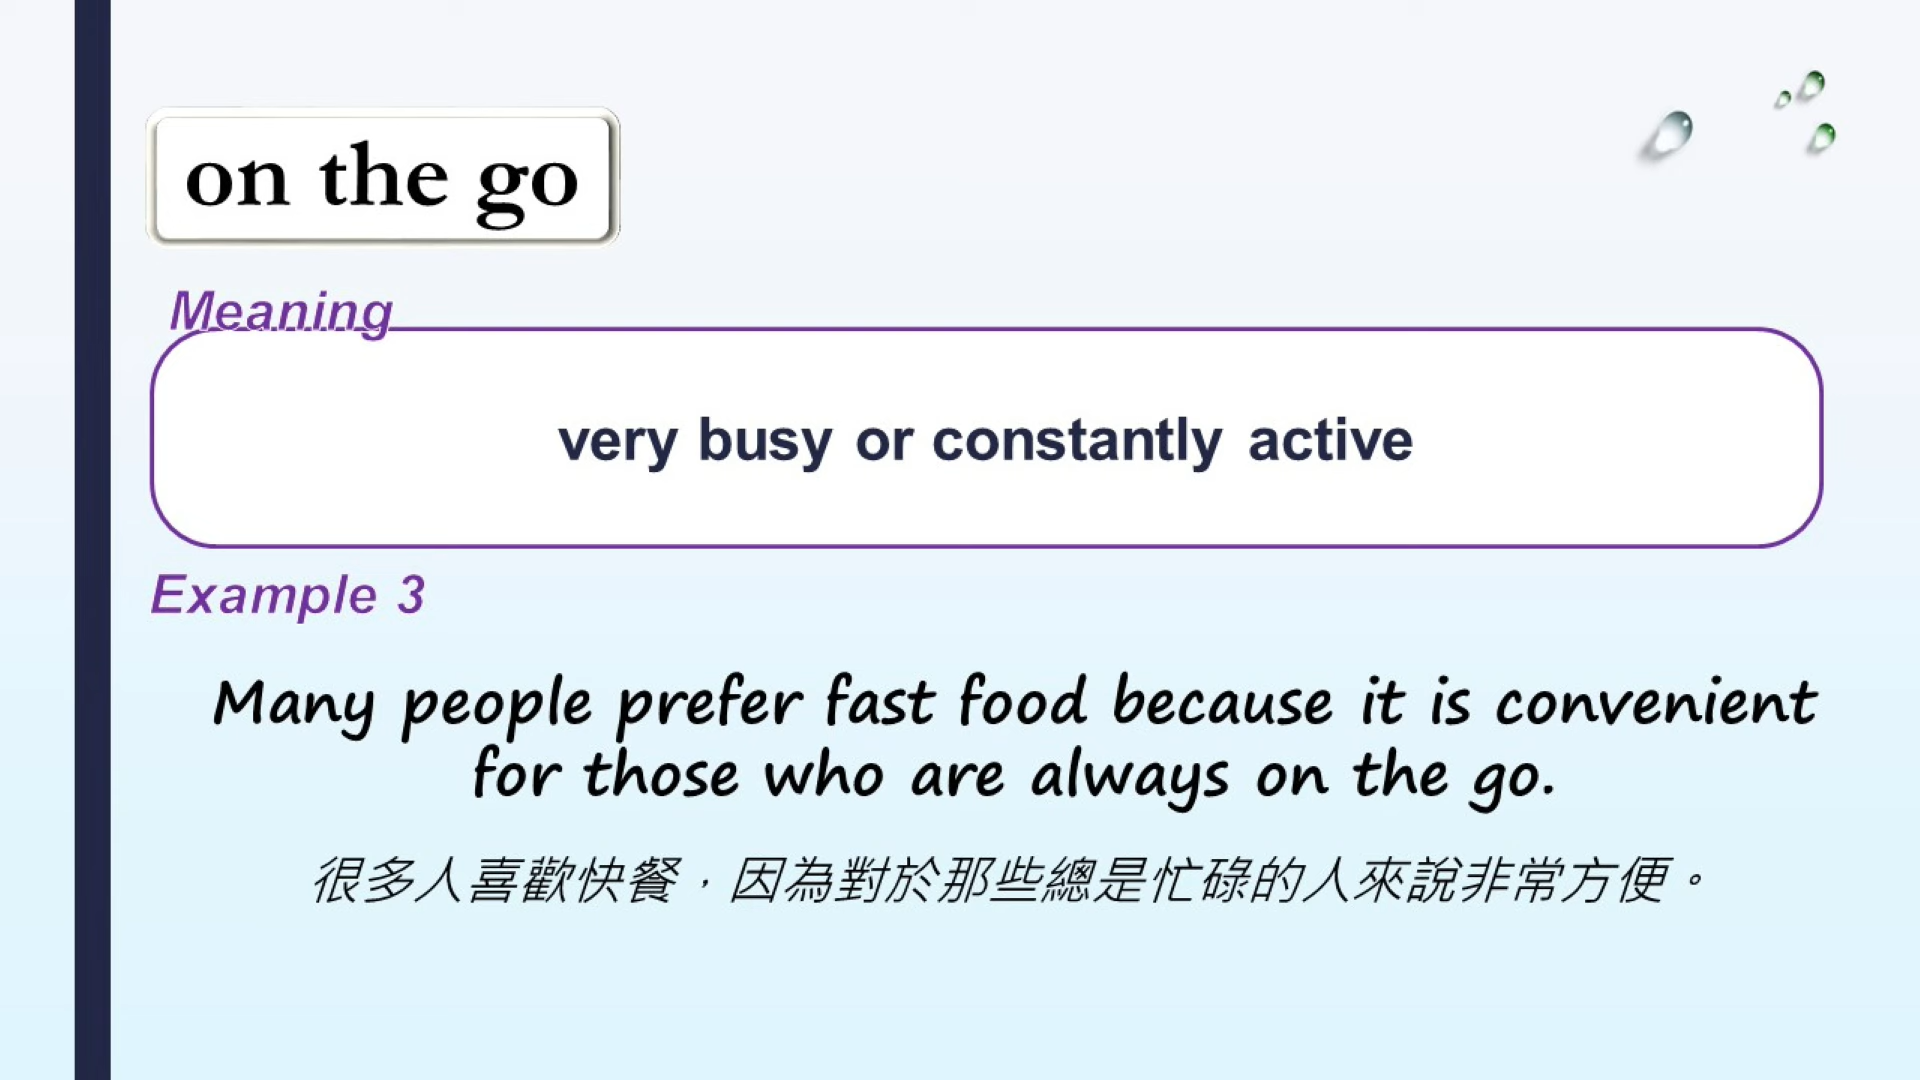 on the go
Meaning
very busy or constantly active
Example 3
Many people prefer fast food because it is convenient
for those who are always on the go.
很多人喜歡快餐，因為對於那些總是忙碌的人來說非常方便。